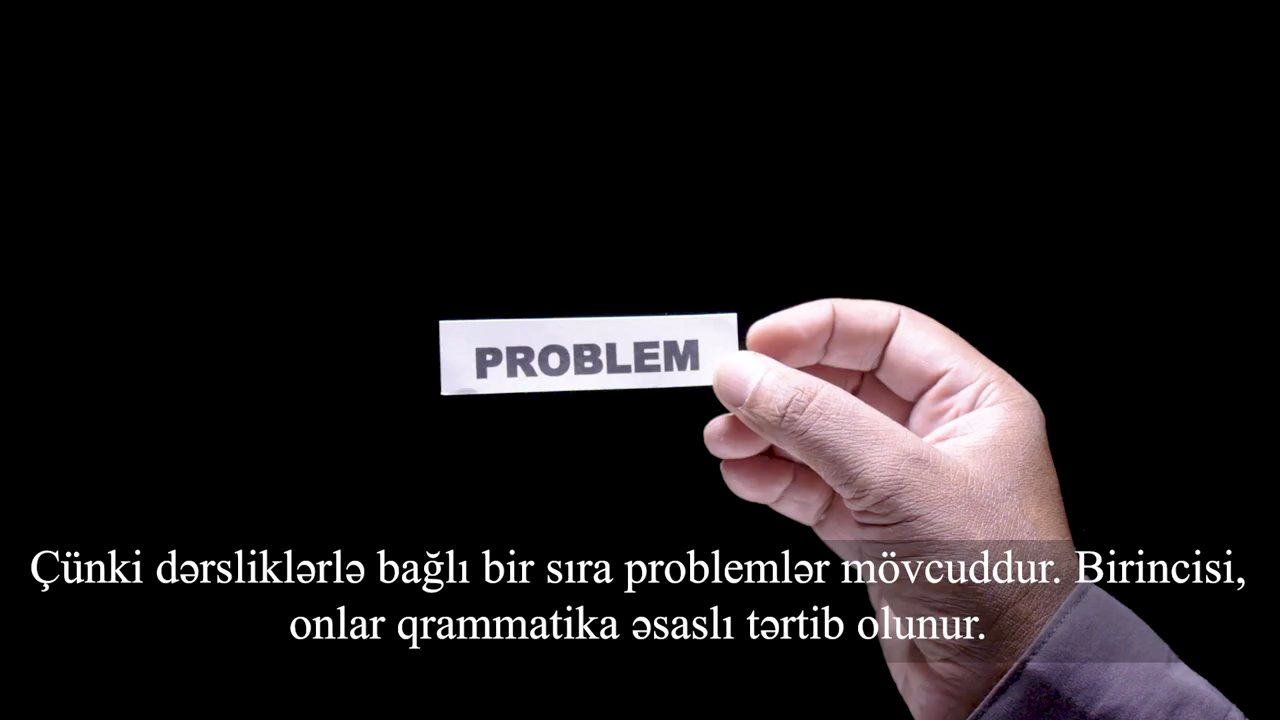 PROBLEM
Çünki dərsliklərlə bağlı bir sıra problemlər mövcuddur. Birincisi,
onlar qrammatika əsaslı tərtib olunur.